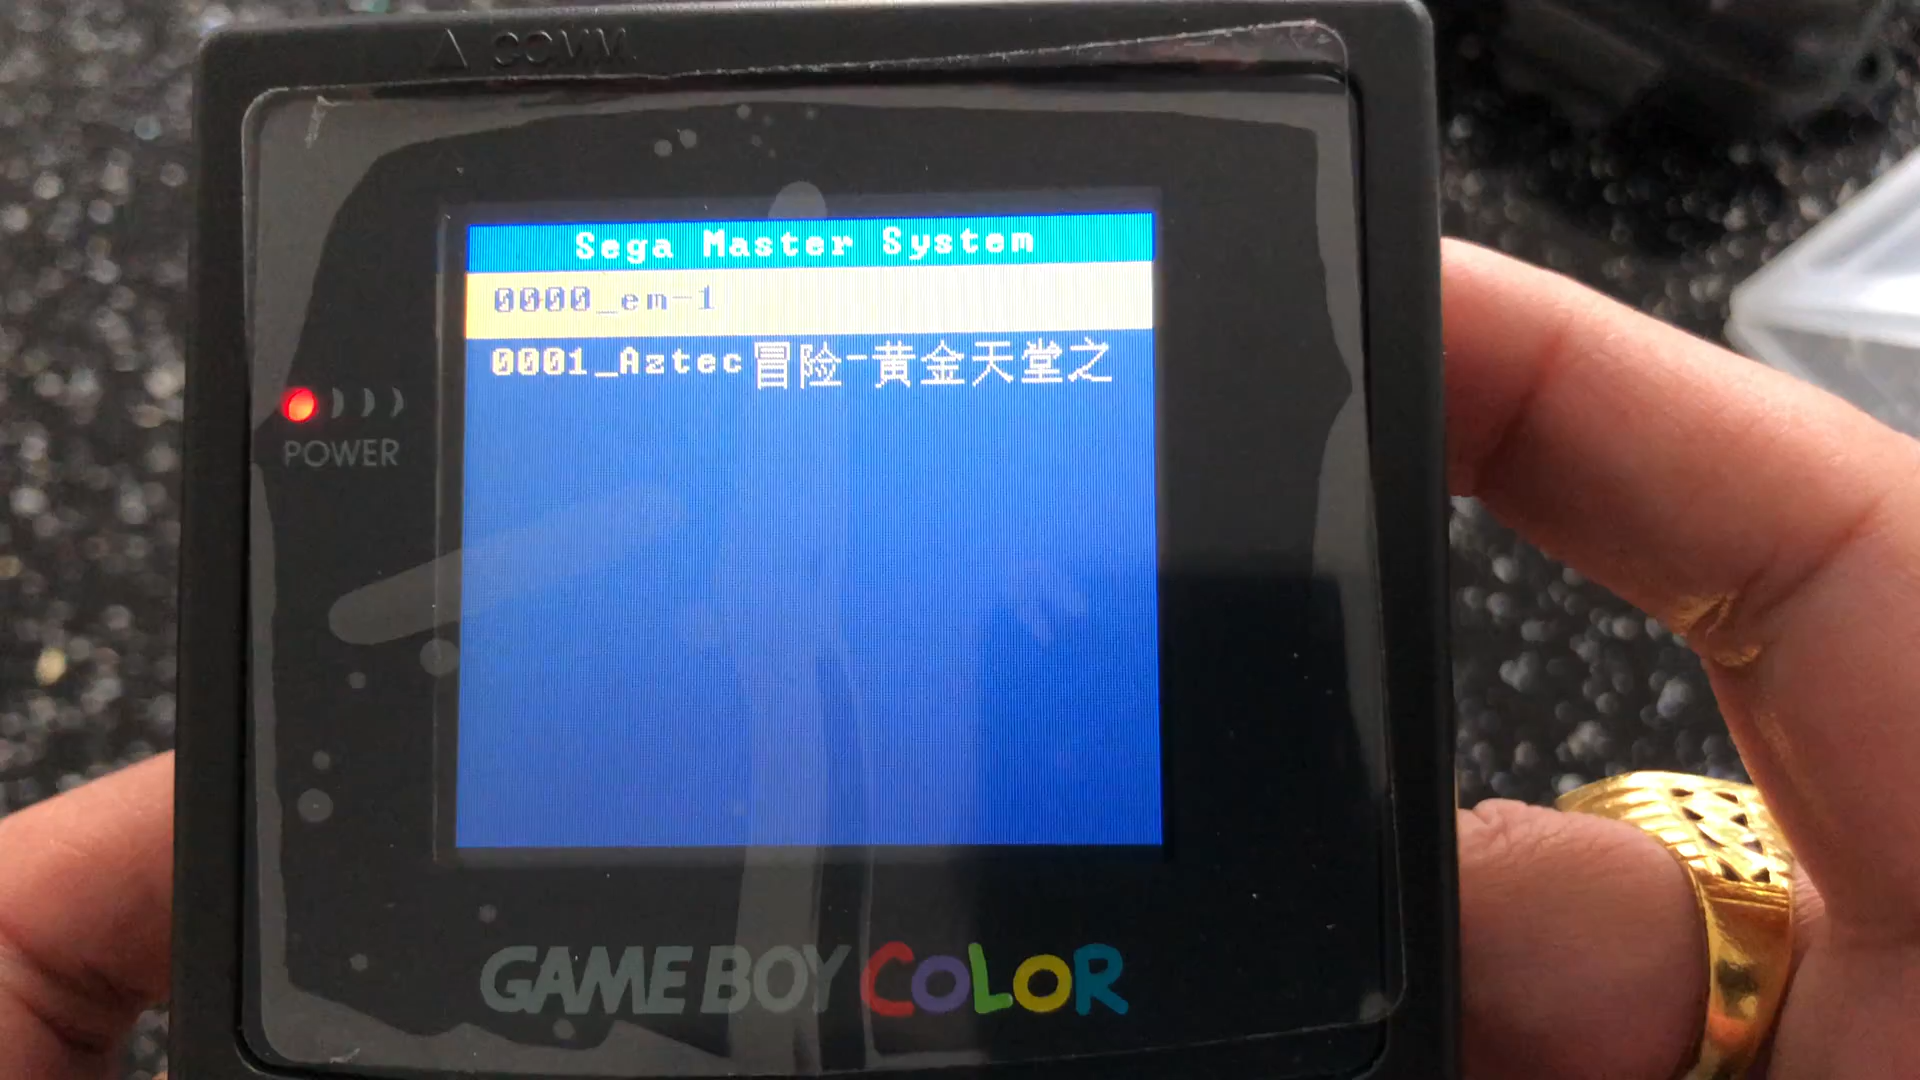 COMM.
Sega Master System
0000_em-1
0001_Aztec冒险-黄金天堂之
POWER
GAME BOY COLOR